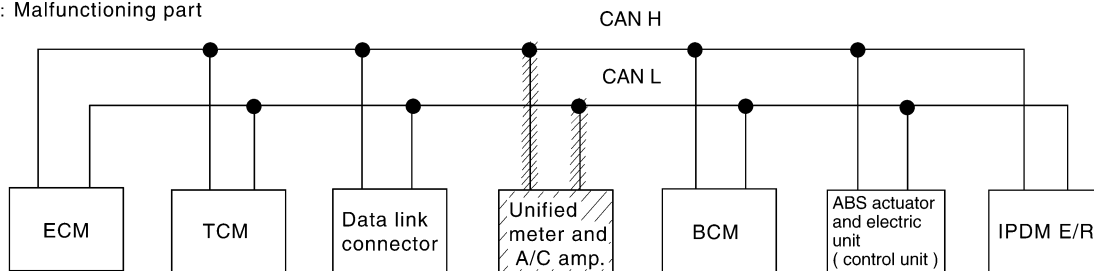 : Malfunctioning part
CAN H
CAN L
ECM
TCM
Data link
connector
Unified
meter and
A/C amp.
BCM
ABS actuator
and electric
unit
( control unit )
IPDM E/R